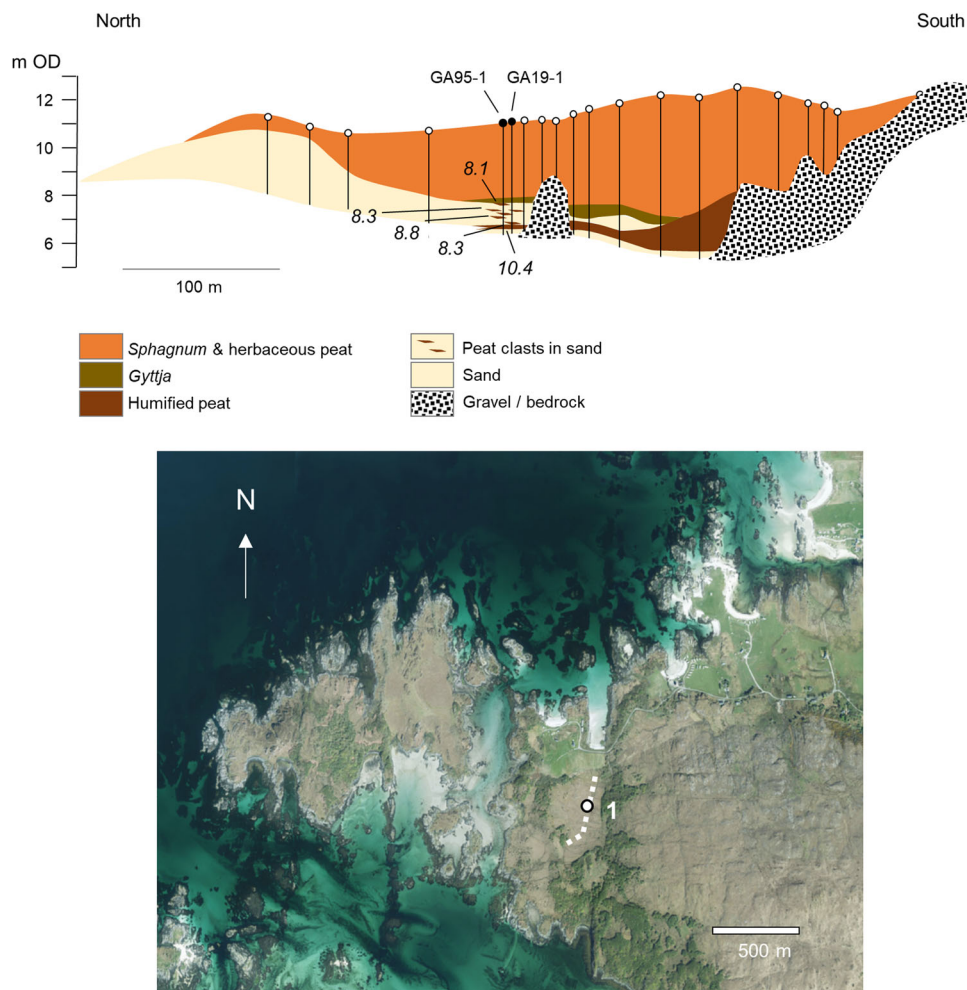 North
South
m OD
GA95-1
GA19-1
12
10
8
6
8.1
8.3
8.8
8.3
10.4
100 m
Sphagnum & herbaceous peat
Peat clasts in sand
Gyttja
Sand
Humified peat
Gravel / bedrock
N
1
500 m